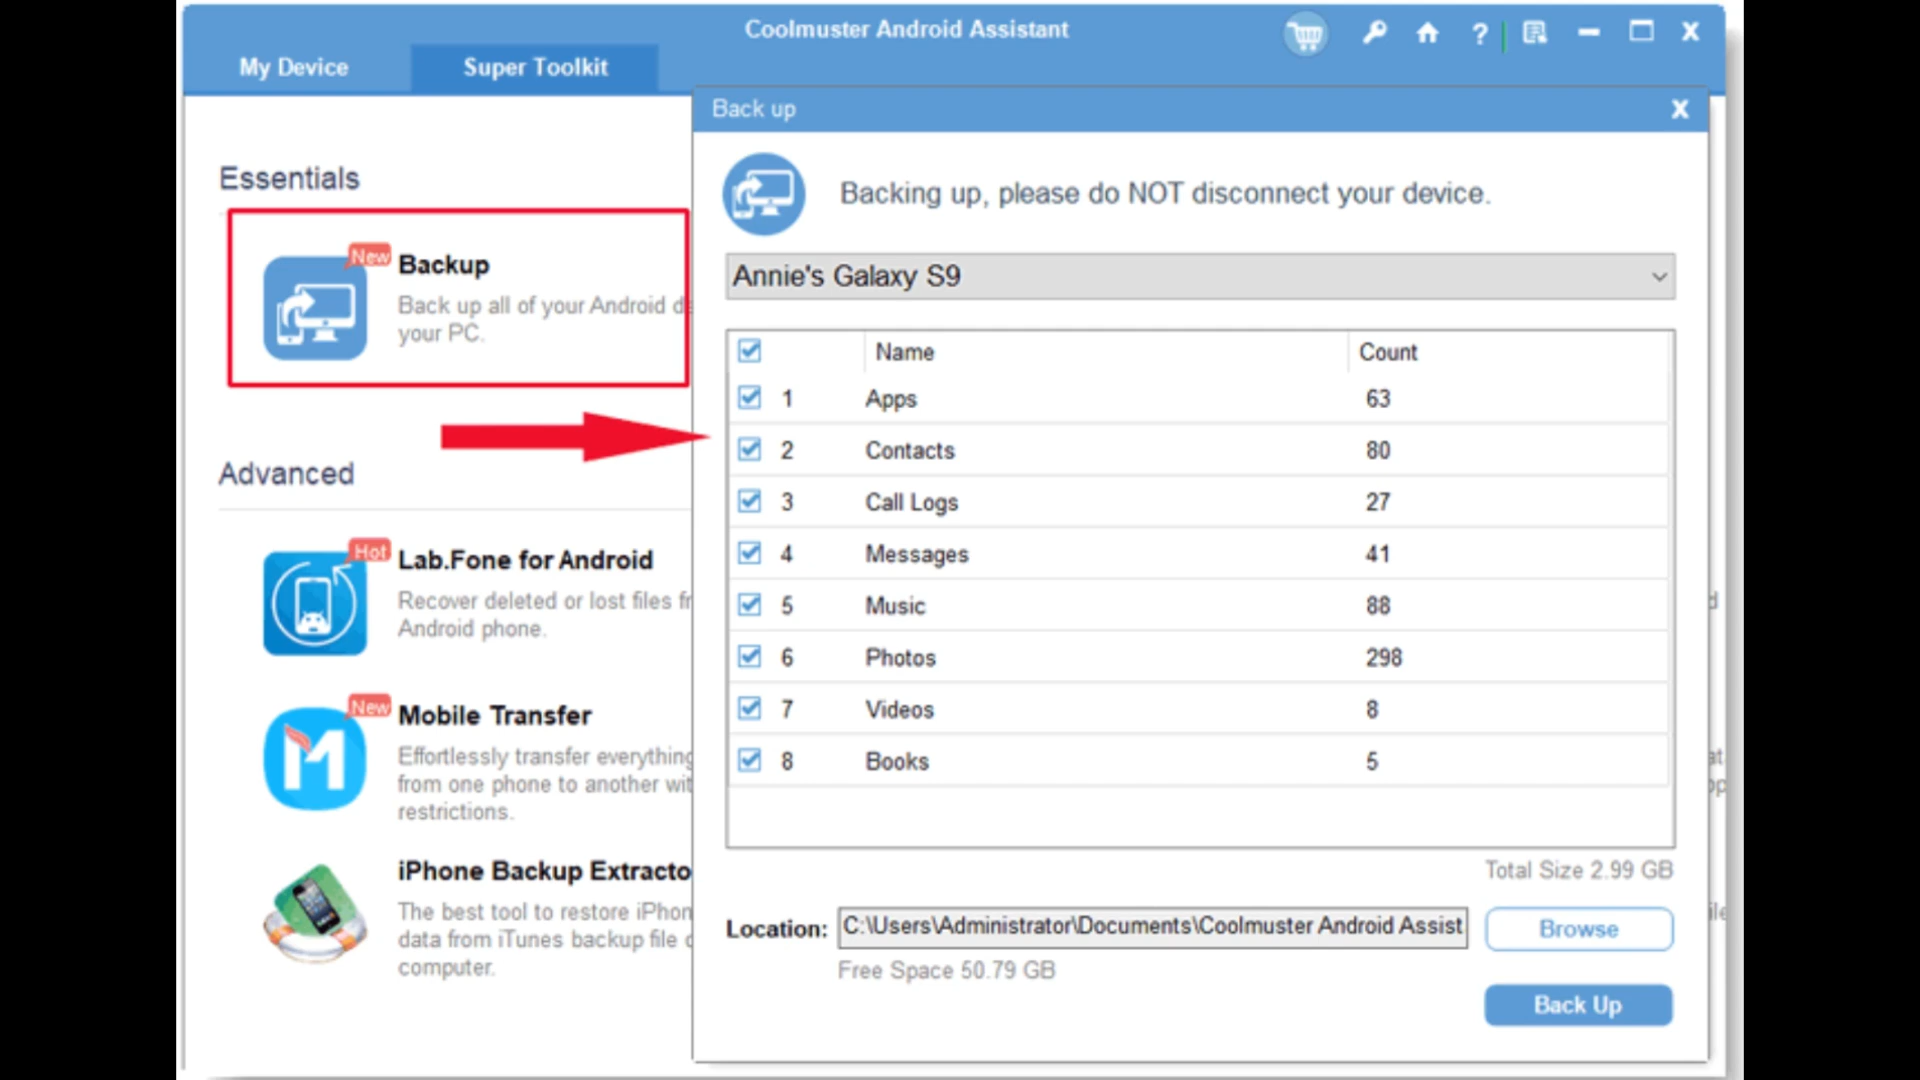 Coolmuster Android Assistant
?
My Device
Super Toolkit
Essentials
New
Backup
Back up all of your Android
your PC.
Advanced
Hot
Lab.Fone for Android
Recover deleted or lost files
Android phone.
New
Mobile Transfer
Effortlessly transfer everything
from one phone to another
restrictions.
iPhone Backup Extracto
The best tool to restore
data from iTunes backup file
computer.
Back up
Backing up, please do NOT disconnect your device.
Annie's Galaxy S9
Name Count
1 Apps 63
2 Contacts 80
3 Call Logs 27
4 Messages 41
5 Music 88
6 Photos 298
7 Videos 8
8 Books 5
Total Size 2.99 GB
Location: C:\Users\Administrator\Documents\Coolmuster Android Assist
Browse
Free Space 50.79 GB
Back Up